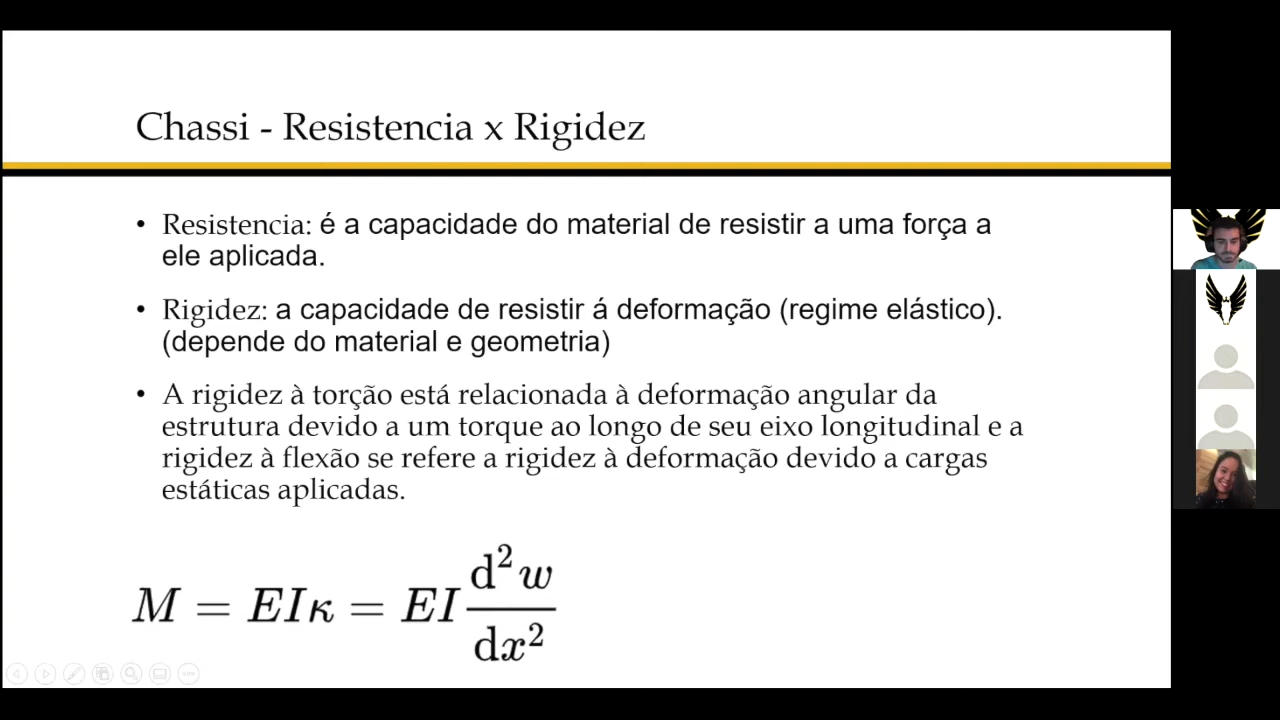 Chassi - Resistencia x Rigidez
• Resistencia: é a capacidade do material de resistir a uma força a
ele aplicada.
• Rigidez: a capacidade de resistir á deformação (regime elástico).
(depende do material e geometria)
• A rigidez à torção está relacionada à deformação angular da
estrutura devido a um torque ao longo de seu eixo longitudinal e a
rigidez à flexão se refere a rigidez à deformação devido a cargas
estáticas aplicadas.
M = EIκ = EI d²w/dx²